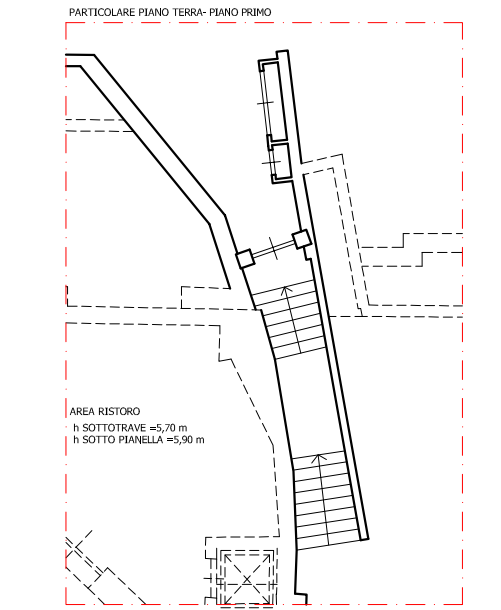 PARTICOLARE PIANO TERRA- PIANO PRIMO
AREA RISTORO
h SOTTOTRAVE =5,70 m
h SOTTO PIANELLA =5,90 m